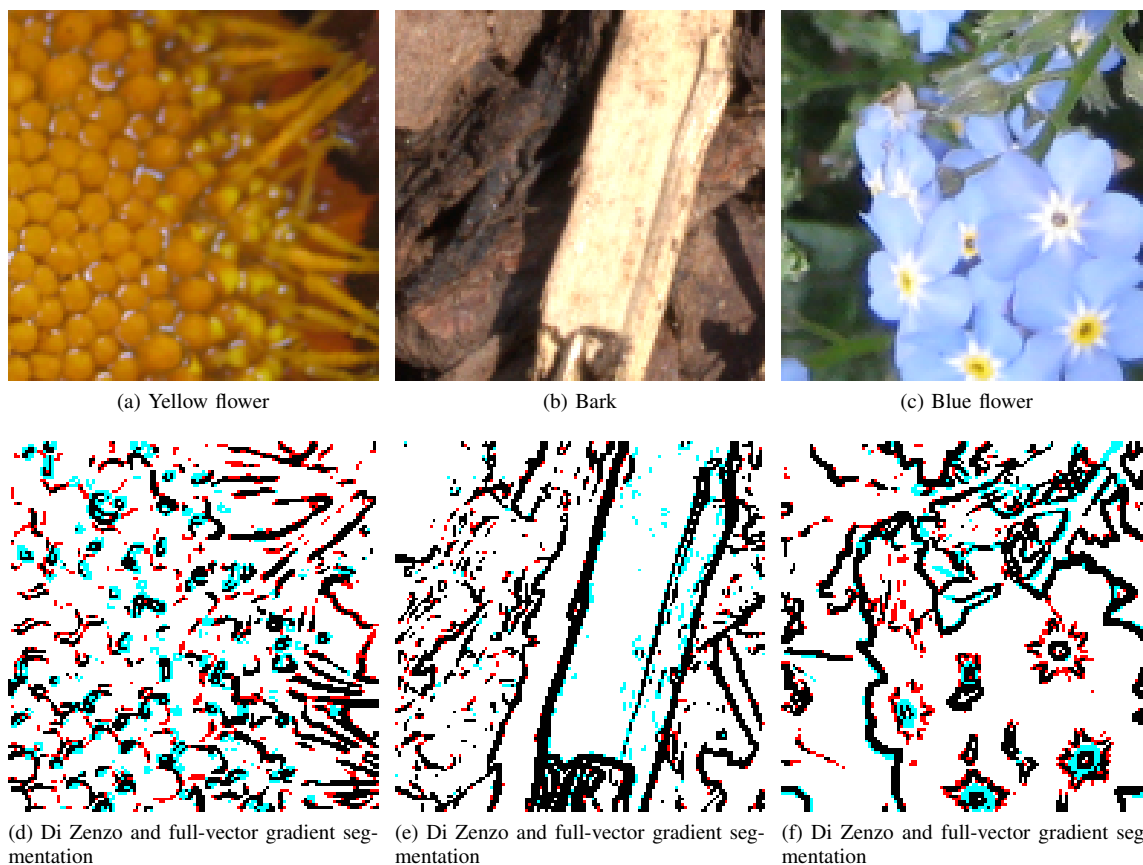 (a) Yellow flower
(b) Bark
(c) Blue flower
(d) Di Zenzo and full-vector gradient seg-
mentation
(e) Di Zenzo and full-vector gradient seg-
mentation
(f) Di Zenzo and full-vector gradient seg-
mentation